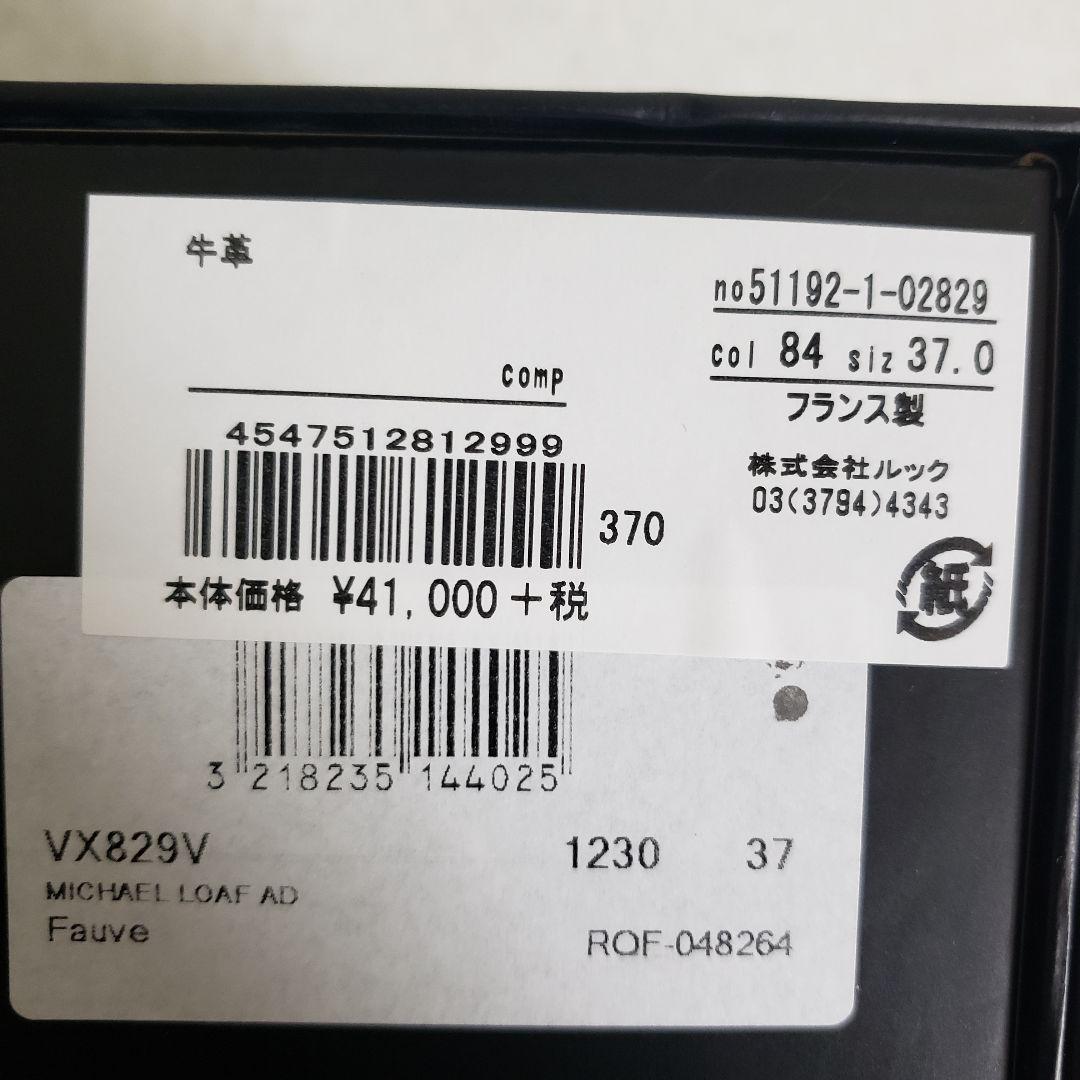 牛革
comp
4547512812999
370
本体価格 ¥41,000+税
no51192-1-02829
col 84 siz 37.0
フランス製
株式会社ルック
03(3794)4343
紙
3 218235 144025
VX829V 1230 37
MICHAEL LOAF AD
Fauve
ROF-048264